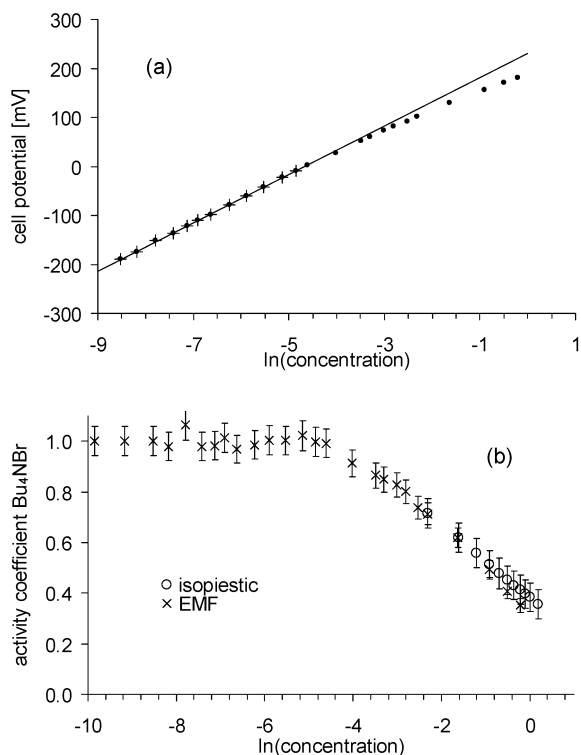 300
(a)
200
100
0
-100
-200
-300
cell potential [mV]
-9 -7 -5 -3 -1 1
ln(concentration)
(b)
1.0
0.8
0.6
0.4
0.2
0.0
activity coefficient Bu₄NBr
isopiestic
EMF
-10 -8 -6 -4 -2 0
ln(concentration)